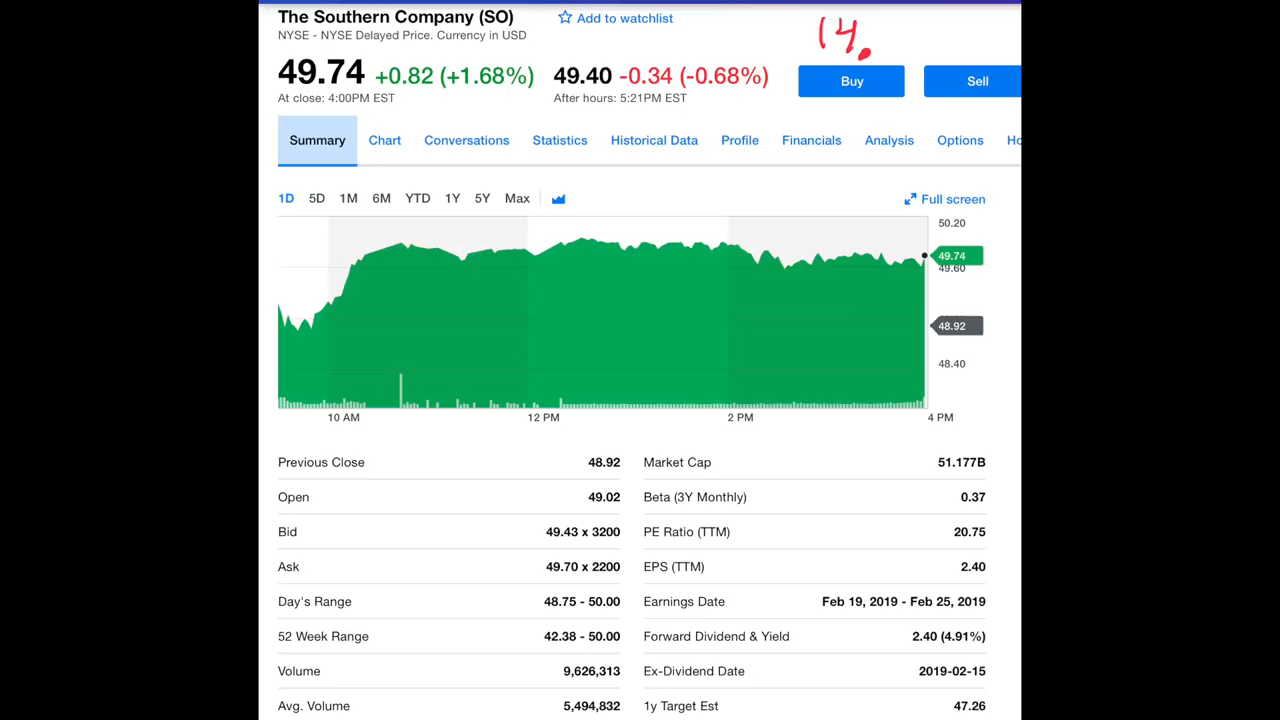 The Southern Company (SO) Add to watchlist
14.
NYSE - NYSE Delayed Price. Currency in USD
49.74 +0.82 (+1.68%) 49.40 -0.34 (-0.68%) Buy Sell
At close: 4:00PM EST After hours: 5:21PM EST
Summary Chart Conversations Statistics Historical Data Profile Financials Analysis Options Ho
1D 5D 1M 6M YTD 1Y 5Y Max Full screen
50.20
49.74
49.60
48.92
48.40
10 AM 12 PM 2 PM 4 PM
Previous Close 48.92 Market Cap 51.177B
Open 49.02 Beta (3Y Monthly) 0.37
Bid 49.43 x 3200 PE Ratio (TTM) 20.75
Ask 49.70 x 2200 EPS (TTM) 2.40
Day's Range 48.75 - 50.00 Earnings Date Feb 19, 2019 - Feb 25, 2019
52 Week Range 42.38 - 50.00 Forward Dividend & Yield 2.40 (4.91%)
Volume 9,626,313 Ex-Dividend Date 2019-02-15
Avg. Volume 5,494,832 1y Target Est 47.26